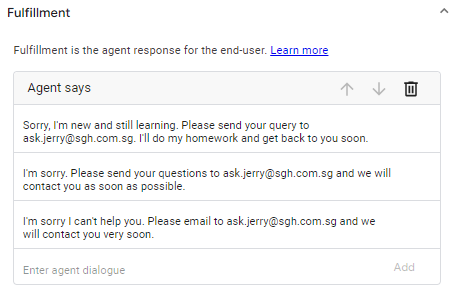 Fulfillment
Fulfillment is the agent response for the end-user. Learn more
Agent says
Sorry, I'm new and still learning. Please send your query to
ask.jerry@sgh.com.sg. I'll do my homework and get back to you soon.
I'm sorry. Please send your questions to ask.jerry@sgh.com.sg and we will
contact you as soon as possible.
I'm sorry I can't help you. Please email to ask.jerry@sgh.com.sg and we
will contact you very soon.
Enter agent dialogue Add